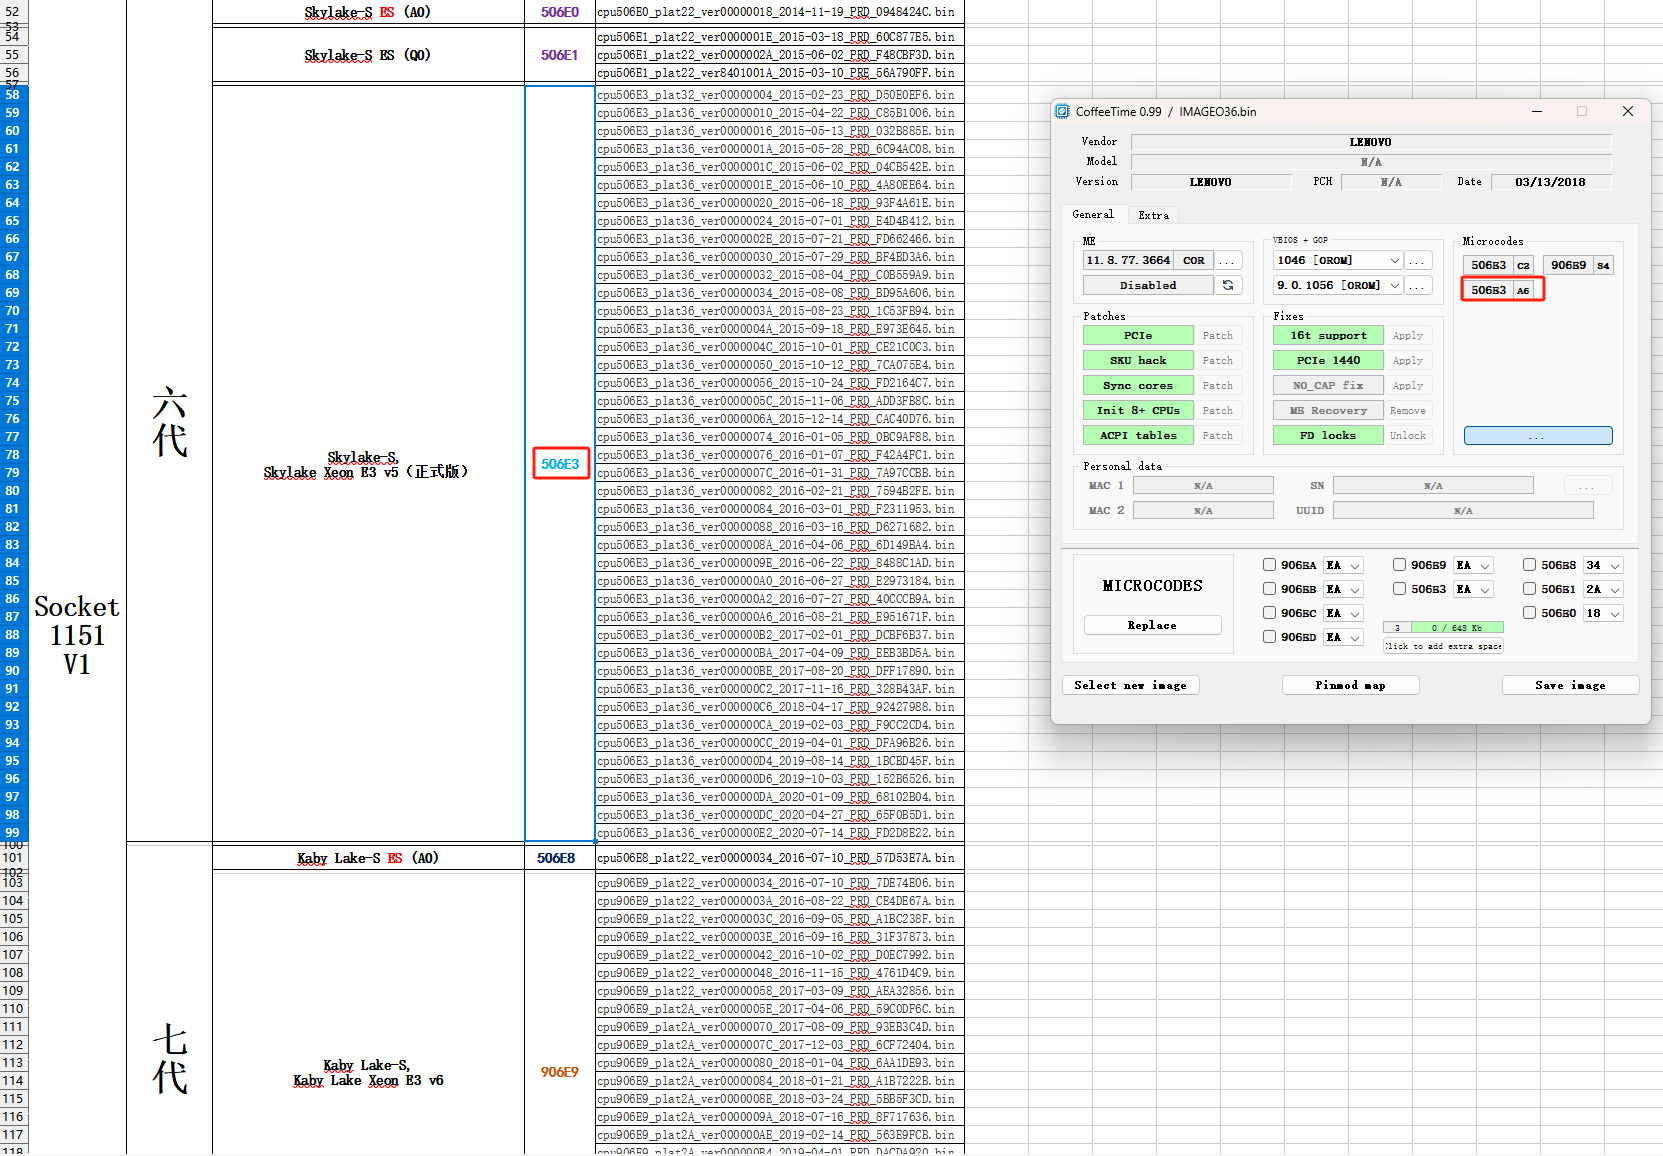 52 Skylake-S ES (A0) 506E0 cpu506E0_plat22_ver00000018_2014-11-19_PRD_0948424C.bin
53
54 cpu506E1_plat22_ver0000001E_2015-03-18_PRD_60C877E5.bin
55 Skylake-S ES (Q0) 506E1 cpu506E1_plat22_ver0000002A_2015-06-02_PRD_F48CBF3D.bin
56 cpu506E1_plat22_ver8401001A_2015-03-10_PRE_56A790FF.bin
57
58 cpu506E3_plat32_ver00000004_2015-02-23_PRD_D50E0EF6.bin
59 cpu506E3_plat36_ver00000010_2015-04-22_PRD_C85B1006.bin
60 cpu506E3_plat36_ver00000016_2015-05-13_PRD_032B885E.bin
61 cpu506E3_plat36_ver0000001A_2015-05-28_PRD_6C94AC08.bin
62 cpu506E3_plat36_ver0000001C_2015-06-02_PRD_04CB542E.bin
63 cpu506E3_plat36_ver0000001E_2015-06-10_PRD_4A80EE64.bin
64 cpu506E3_plat36_ver00000020_2015-06-18_PRD_93F4A61E.bin
65 cpu506E3_plat36_ver00000024_2015-07-01_PRD_E4D4B412.bin
66 cpu506E3_plat36_ver0000002E_2015-07-21_PRD_FD662466.bin
67 cpu506E3_plat36_ver00000030_2015-07-29_PRD_BF4BD3A6.bin
68 cpu506E3_plat36_ver00000032_2015-08-04_PRD_C0B559A9.bin
69 cpu506E3_plat36_ver00000034_2015-08-08_PRD_BD95A606.bin
70 cpu506E3_plat36_ver0000003A_2015-08-23_PRD_1C53FB94.bin
71 cpu506E3_plat36_ver0000004A_2015-09-18_PRD_E973E645.bin
72 cpu506E3_plat36_ver0000004C_2015-10-01_PRD_CE21C0C3.bin
73 cpu506E3_plat36_ver00000050_2015-10-12_PRD_7CA075E4.bin
74 cpu506E3_plat36_ver00000056_2015-10-24_PRD_FD2164C7.bin
75 cpu506E3_plat36_ver0000005C_2015-11-06_PRD_ADD3FB8C.bin
76 cpu506E3_plat36_ver0000006A_2015-12-14_PRD_CAC40D76.bin
77 cpu506E3_plat36_ver00000074_2016-01-05_PRD_0BC9AF88.bin
78 六代 Skylake-S, Skylake Xeon E3 v5（正式版） 506E3 cpu506E3_plat36_ver00000076_2016-01-07_PRD_F42A4FC1.bin
79 cpu506E3_plat36_ver0000007C_2016-01-31_PRD_7A97CCBB.bin
80 cpu506E3_plat36_ver00000082_2016-02-21_PRD_7594B2FE.bin
81 cpu506E3_plat36_ver00000084_2016-03-01_PRD_F2311953.bin
82 cpu506E3_plat36_ver00000088_2016-03-16_PRD_D6271682.bin
83 cpu506E3_plat36_ver0000008A_2016-04-06_PRD_6D149BA4.bin
84 cpu506E3_plat36_ver0000009E_2016-06-22_PRD_8488C1AD.bin
85 cpu506E3_plat36_ver000000A0_2016-06-27_PRD_E2973184.bin
86 cpu506E3_plat36_ver000000A2_2016-07-27_PRD_40CCCB9A.bin
87 cpu506E3_plat36_ver000000A6_2016-08-21_PRD_E951671F.bin
88 cpu506E3_plat36_ver000000B2_2017-02-01_PRD_DCBF6B37.bin
89 cpu506E3_plat36_ver000000BA_2017-04-09_PRD_EEB3BD5A.bin
90 cpu506E3_plat36_ver000000BE_2017-08-20_PRD_DFF17890.bin
91 cpu506E3_plat36_ver000000C2_2017-11-16_PRD_328B43AF.bin
92 cpu506E3_plat36_ver000000C6_2018-04-17_PRD_92427988.bin
93 cpu506E3_plat36_ver000000CA_2019-02-03_PRD_F9CC2CD4.bin
94 cpu506E3_plat36_ver000000CC_2019-04-01_PRD_DFA96B26.bin
95 cpu506E3_plat36_ver000000D4_2019-08-14_PRD_1BCBD45F.bin
96 cpu506E3_plat36_ver000000D6_2019-10-03_PRD_152B6526.bin
97 cpu506E3_plat36_ver000000DA_2020-01-09_PRD_68102B04.bin
98 cpu506E3_plat36_ver000000DC_2020-04-27_PRD_65F0B5D1.bin
99 cpu506E3_plat36_ver000000E2_2020-07-14_PRD_FD2D8E22.bin
Socket
1151
V1
100
101 Kaby Lake-S ES (A0) 506E8 cpu506E8_plat22_ver00000034_2016-07-10_PRD_57D53E7A.bin
102
103 cpu906E9_plat22_ver00000034_2016-07-10_PRD_7DE74E06.bin
104 cpu906E9_plat22_ver0000003A_2016-08-22_PRD_CE4DE67A.bin
105 cpu906E9_plat22_ver0000003C_2016-09-05_PRD_A1BC238F.bin
106 cpu906E9_plat22_ver0000003E_2016-09-16_PRD_31F37873.bin
107 cpu906E9_plat22_ver00000042_2016-10-02_PRD_D0EC7992.bin
108 cpu906E9_plat22_ver00000048_2016-11-15_PRD_4761D4C9.bin
109 cpu906E9_plat22_ver00000058_2017-03-09_PRD_AEA32856.bin
110 cpu906E9_plat2A_ver0000005E_2017-04-06_PRD_59C0DF6C.bin
111 cpu906E9_plat2A_ver00000070_2017-08-09_PRD_93EB3C4D.bin
112 cpu906E9_plat2A_ver0000007C_2017-12-03_PRD_6CF72404.bin
113 七代 Kaby Lake-S, Kaby Lake Xeon E3 v6 906E9 cpu906E9_plat2A_ver00000080_2018-01-04_PRD_6AA1DE93.bin
114 cpu906E9_plat2A_ver00000084_2018-01-21_PRD_A1B7222B.bin
115 cpu906E9_plat2A_ver0000008E_2018-03-24_PRD_5BB5F3CD.bin
116 cpu906E9_plat2A_ver0000009A_2018-07-16_PRD_8F717636.bin
117 cpu906E9_plat2A_ver000000AE_2019-02-14_PRD_563E9FCB.bin
118 cpu906E9_plat2A_ver000000B4_2019-04-01_PRD_DACDA920.bin
CoffeeTime 0.99 / IMAGEO36.bin
Vendor LENOVO
Model N/A
Version LENOVO PCH N/A Date 03/13/2018
General Extra
ME VBIOS + GOP Microcodes
11.8.77.3664 COR ... 1046 [OROM] ... 506E3 C2 906E9 84
Disabled 9.0.1056 [OROM] ... 506E3 A6
Patches Fixes
PCIe Patch 16t support Apply
SKU hack Patch PCIe 1440 Apply
Sync cores Patch NO_CAP fix Apply
Init S+ CPUs Patch ME Recovery Remove
ACPI tables Patch FD locks Unlock ...
Personal data
MAC 1 N/A SN N/A ...
MAC 2 N/A UUID N/A
MICROCODES
Replace
906EA EA 906E9 EA 506E8 34
906EB EA 506E3 EA 506E1 2A
906EC EA 506E0 18
3 0 / 643 Kb
906ED EA
Click to add extra space
Select new image Pinmod map Save image